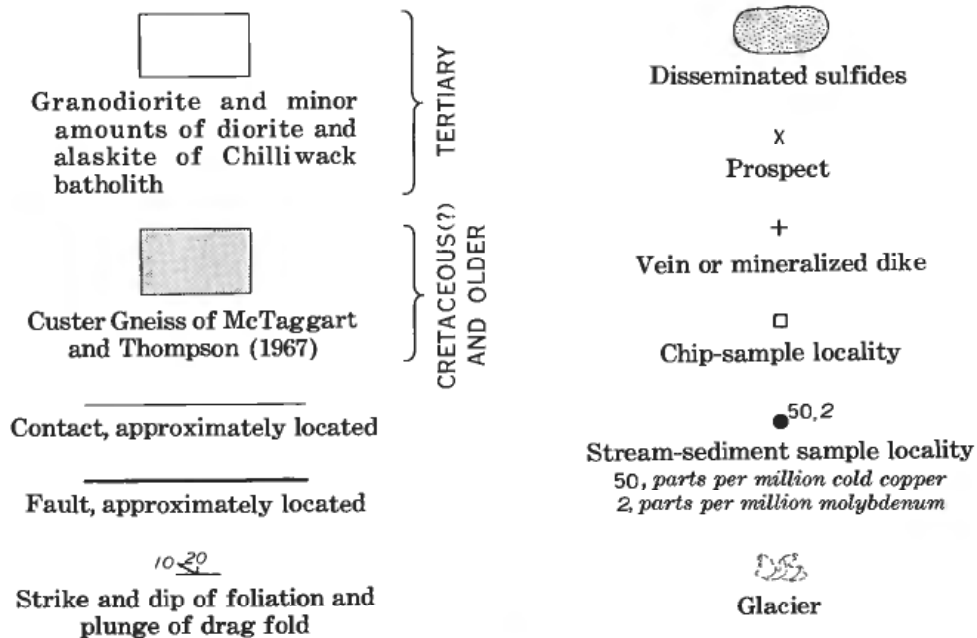 Granodiorite and minor
amounts of diorite and
alaskite of Chilliwack
batholith
TERTIARY
Custer Gneiss of McTaggart
and Thompson (1967)
CRETACEOUS(?)
AND OLDER
Contact, approximately located
Fault, approximately located
10 20
Strike and dip of foliation and
plunge of drag fold
Disseminated sulfides
x
Prospect
+
Vein or mineralized dike
Chip-sample locality
50, 2
Stream-sediment sample locality
50, parts per million cold copper
2, parts per million molybdenum
Glacier